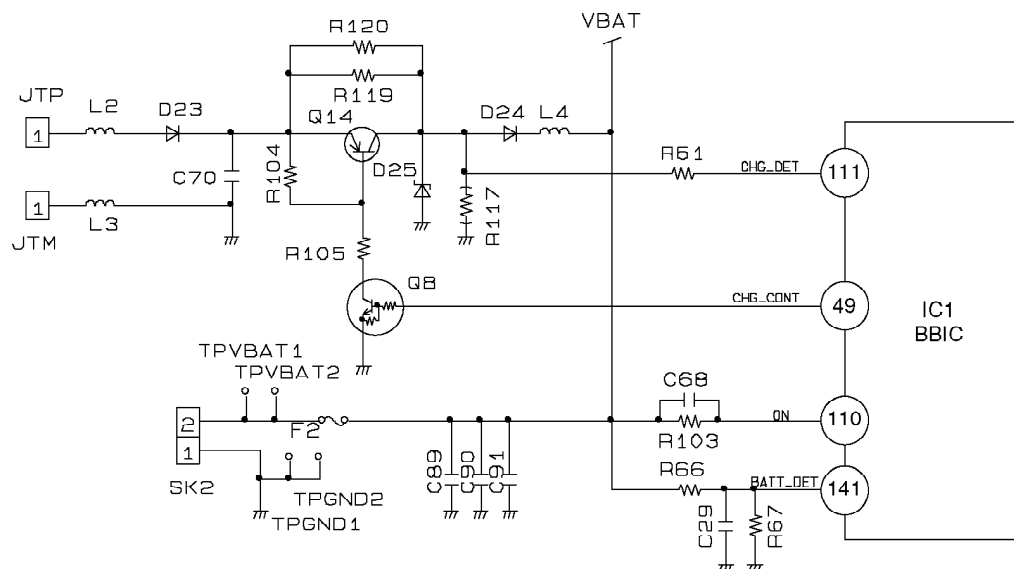 VBAT
R120
R119
JTP
L2
D23
Q14
D24
L4
1
C70
R104
D25
R117
R51
CHG_DET
111
1
L3
JTM
R105
Q8
CHG_CONT
49
IC1
BBIC
TPVBAT1
TPVBAT2
C68
2
F2
R103
ON
110
1
SK2
TPGND2
TPGND1
C89
C90
C91
R66
BATT_DET
141
C29
R67